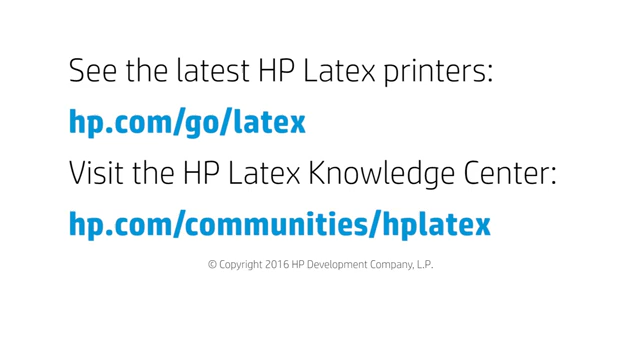 See the latest HP Latex printers:
hp.com/go/latex
Visit the HP Latex Knowledge Center:
hp.com/communities/hplatex
© Copyright 2016 HP Development Company, L.P.